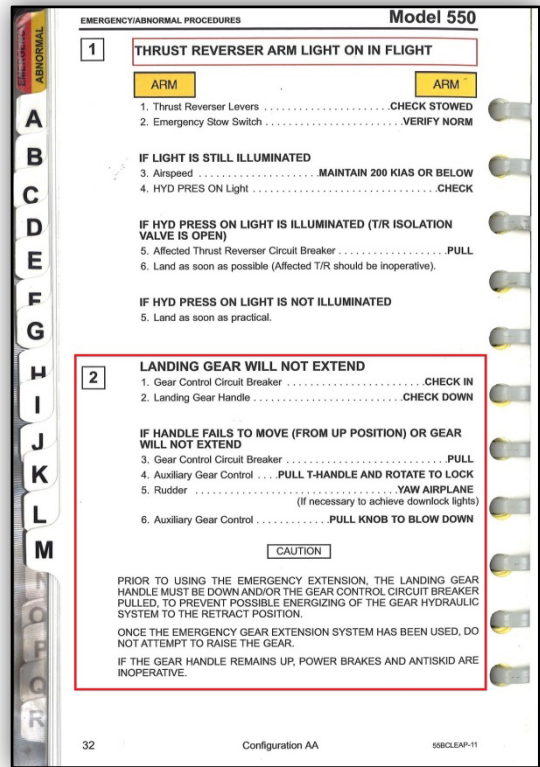 EMERGENCY/ABNORMAL PROCEDURES Model 550
EMERGENCY
ABNORMAL
1 THRUST REVERSER ARM LIGHT ON IN FLIGHT
ARM ARM
1. Thrust Reverser Levers . . . . . . . . . . . . . . . . . . . . .CHECK STOWED
2. Emergency Stow Switch . . . . . . . . . . . . . . . . . . . . . .VERIFY NORM
IF LIGHT IS STILL ILLUMINATED
3. Airspeed . . . . . . . . . . . . . . . . . . . .MAINTAIN 200 KIAS OR BELOW
4. HYD PRES ON Light . . . . . . . . . . . . . . . . . . . . . . . . . . . . .CHECK
IF HYD PRESS ON LIGHT IS ILLUMINATED (T/R ISOLATION
VALVE IS OPEN)
5. Affected Thrust Reverser Circuit Breaker . . . . . . . . . . . . . . . . .PULL
6. Land as soon as possible (Affected T/R should be inoperative).
IF HYD PRESS ON LIGHT IS NOT ILLUMINATED
5. Land as soon as practical.
2 LANDING GEAR WILL NOT EXTEND
1. Gear Control Circuit Breaker . . . . . . . . . . . . . . . . . . . . . . .CHECK IN
2. Landing Gear Handle . . . . . . . . . . . . . . . . . . . . . . . .CHECK DOWN
IF HANDLE FAILS TO MOVE (FROM UP POSITION) OR GEAR
WILL NOT EXTEND
3. Gear Control Circuit Breaker . . . . . . . . . . . . . . . . . . . . . . . . . . .PULL
4. Auxiliary Gear Control . . . .PULL T-HANDLE AND ROTATE TO LOCK
5. Rudder . . . . . . . . . . . . . . . . . . . . . . . . . . . . . . . .YAW AIRPLANE
(If necessary to achieve downlock lights)
6. Auxiliary Gear Control . . . . . . . . . . . .PULL KNOB TO BLOW DOWN
CAUTION
PRIOR TO USING THE EMERGENCY EXTENSION, THE LANDING GEAR
HANDLE MUST BE DOWN AND/OR THE GEAR CONTROL CIRCUIT BREAKER
PULLED, TO PREVENT POSSIBLE ENERGIZING OF THE GEAR HYDRAULIC
SYSTEM TO THE RETRACT POSITION.
ONCE THE EMERGENCY GEAR EXTENSION SYSTEM HAS BEEN USED, DO
NOT ATTEMPT TO RAISE THE GEAR.
IF THE GEAR HANDLE REMAINS UP, POWER BRAKES AND ANTISKID ARE
INOPERATIVE.
32 Configuration AA 55BCLEAP-11
A
B
C
D
E
F
G
H
I
J
K
L
M
N
O
P
Q
R